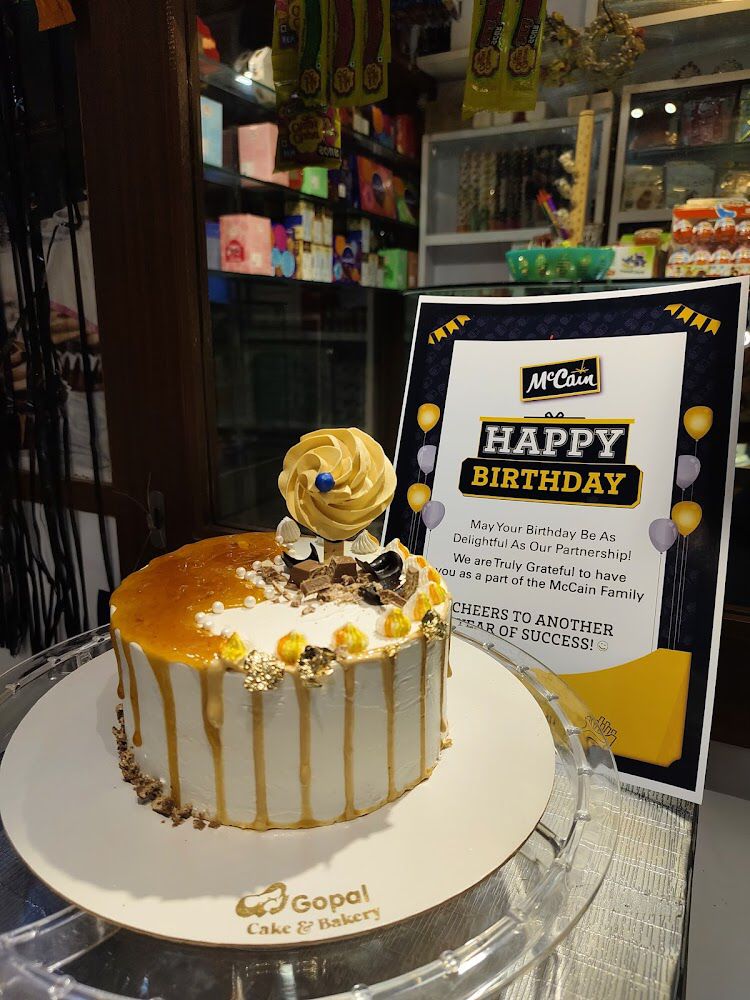 McCain
HAPPY
BIRTHDAY
May Your Birthday Be As
Delightful As Our Partnership!
We are Truly Grateful to have
you as a part of the McCain Family
CHEERS TO ANOTHER
YEAR OF SUCCESS!
Gopal
Cake & Bakery